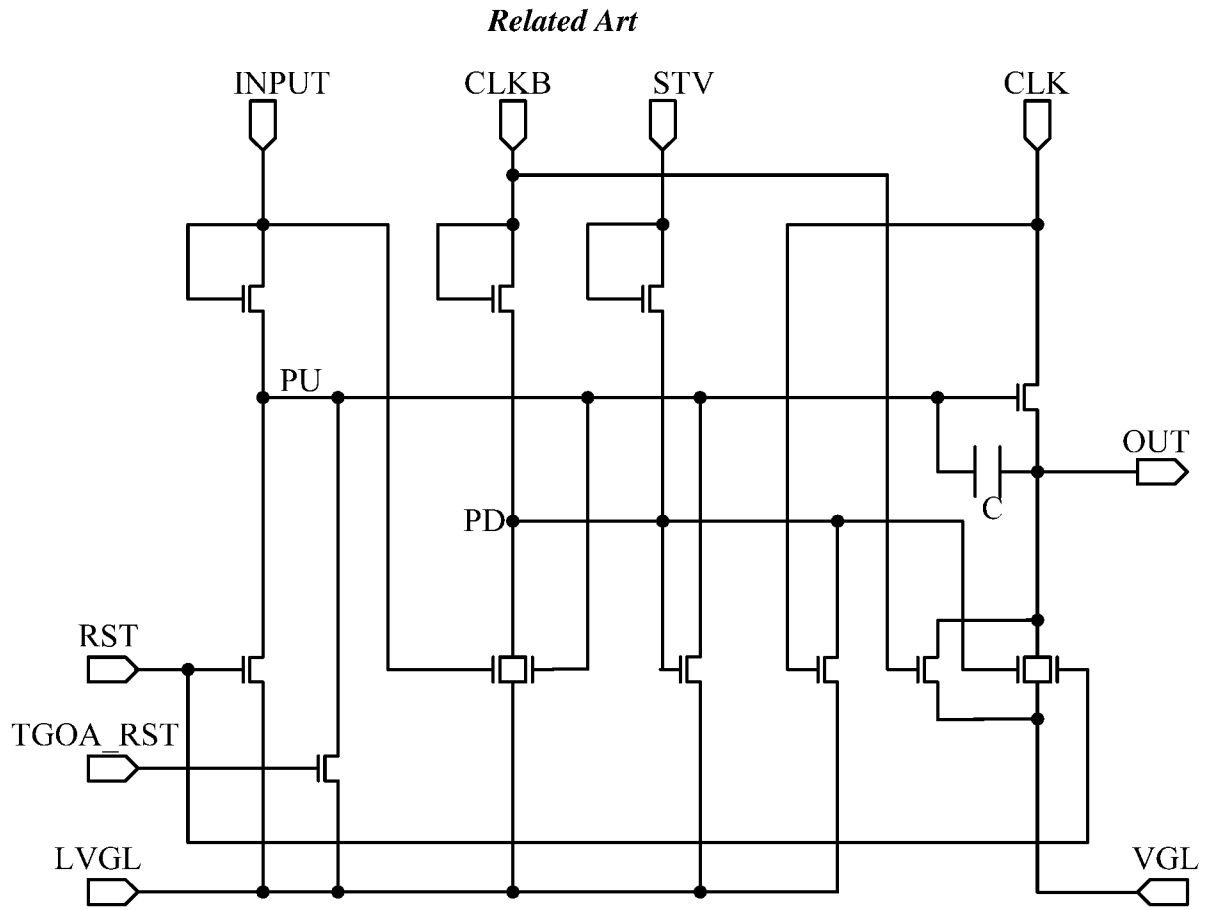 Related Art
INPUT
CLKB
STV
CLK
PU
OUT
C
PD
RST
TGOA_RST
LVGL
VGL